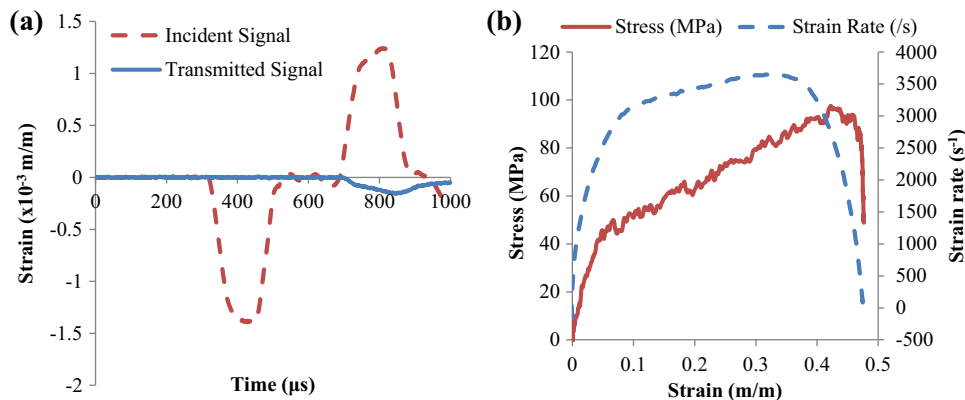 (a)
Incident Signal
Transmitted Signal
1.5
1
0.5
0
-0.5
-1
-1.5
-2
0 200 400 600 800 1000
Strain (x10⁻³ m/m)
Time (µs)
(b)
Stress (MPa) Strain Rate (/s)
120
100
80
60
40
20
0
4000
3500
3000
2500
2000
1500
1000
500
0
-500
0 0.1 0.2 0.3 0.4 0.5
Stress (MPa)
Strain rate (s⁻¹)
Strain (m/m)